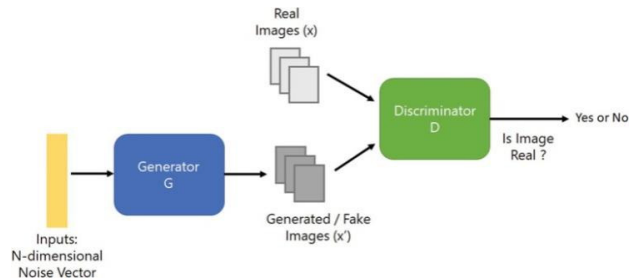 Real
Images (x)
Discriminator
D
Yes or No
Is Image
Real ?
Generator
G
Generated / Fake
Images (x')
Inputs:
N-dimensional
Noise Vector